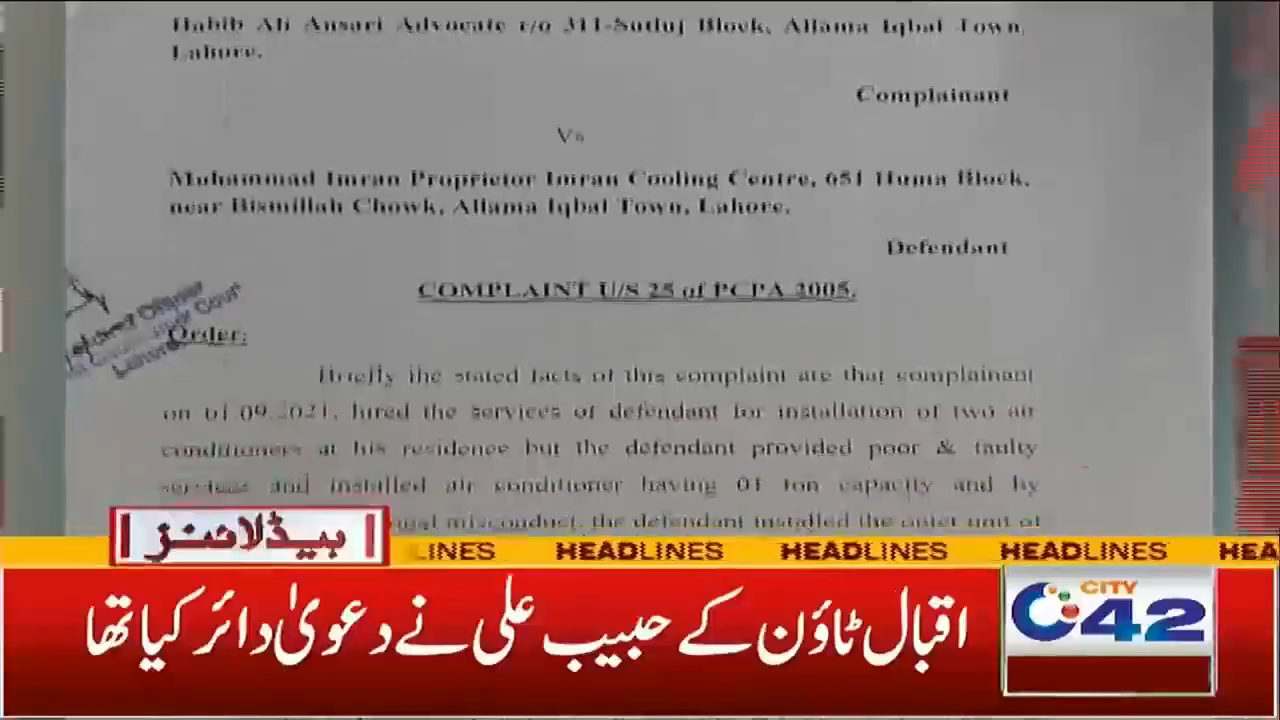 Habib Ali Ansari Advocate r/o 311-Sutluj Block, Allama Iqbal Town,
Lahore.
Complainant
Vs
Muhammad Imran Proprietor Imran Cooling Centre, 651 Huma Block,
near Bismillah Chowk, Allama Iqbal Town, Lahore.
Defendant
COMPLAINT U/S 25 of PCPA 2005.
Order:
Briefly the stated facts of this complaint are that complainant
on 01.09.2021, hired the services of defendant for installation of two air
conditioners at his residence but the defendant provided poor & faulty
services and installed air conditioner having 01 ton capacity and by
misconduct, the defendant installed the outer unit of
ہیڈلائنز
LINES HEADLINES HEADLINES HEADLINES HEA
اقبال ٹاؤن کے حبیب علی نے دعویٰ دائر کیا تھا
CITY
42